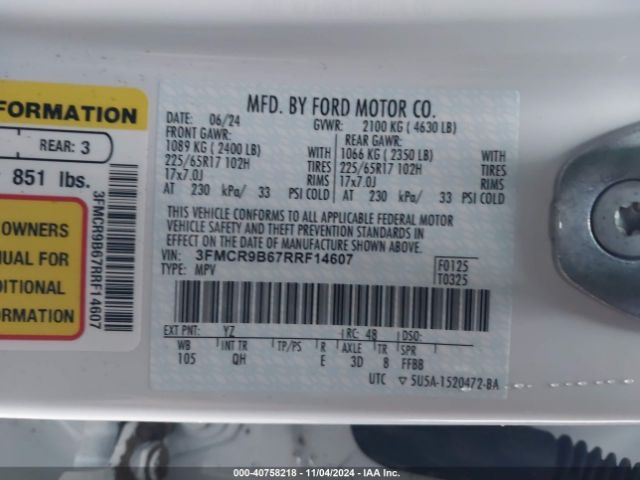 FORMATION
REAR: 3
851 lbs.
OWNERS
NUAL FOR
DITIONAL
ORMATION
3FMCR9B67RRF14607
MFD. BY FORD MOTOR CO.
DATE: 06/24 GVWR: 2100 KG ( 4630 LB)
FRONT GAWR: REAR GAWR:
1089 KG ( 2400 LB) WITH 1066 KG ( 2350 LB) WITH
225/65R17 102H TIRES 225/65R17 102H TIRES
17x7.0J RIMS 17x7.0J RIMS
AT 230 kPa/ 33 PSI COLD AT 230 kPa/ 33 PSI COLD
THIS VEHICLE CONFORMS TO ALL APPLICABLE FEDERAL MOTOR
VEHICLE SAFETY AND THEFT PREVENTION STANDARDS IN
EFFECT ON THE DATE OF MANUFACTURE SHOWN ABOVE.
VIN: 3FMCR9B67RRF14607 F0125
TYPE: MPV T0325
EXT PNT: YZ RC: 48 DSO:
WB INT TR TP/PS R AXLE TR SPR
105 QH E 3D 8 FFBB
UTC ▽ 5U5A-1520472-BA
000-40758218 - 11/04/2024 - IAA Inc.